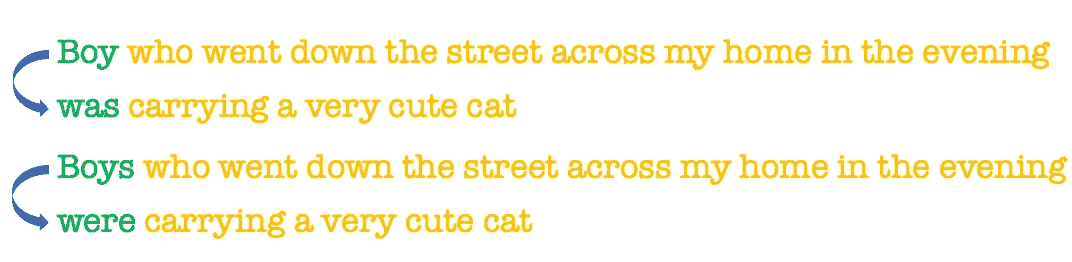 Boy who went down the street across my home in the evening
was carrying a very cute cat
Boys who went down the street across my home in the evening
were carrying a very cute cat